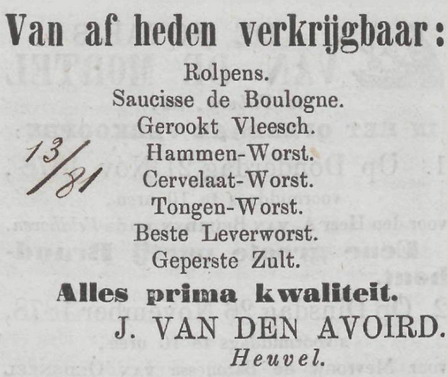 Van af heden verkrijgbaar:
Rolpens.
Saucisse de Boulogne.
Gerookt Vleesch.
Hammen-Worst.
Cervelaat-Worst.
Tongen-Worst.
Beste Leverworst.
Geperste Zult.
13/81
Alles prima kwaliteit.
J. VAN DEN AVOIRD.
Heuvel.